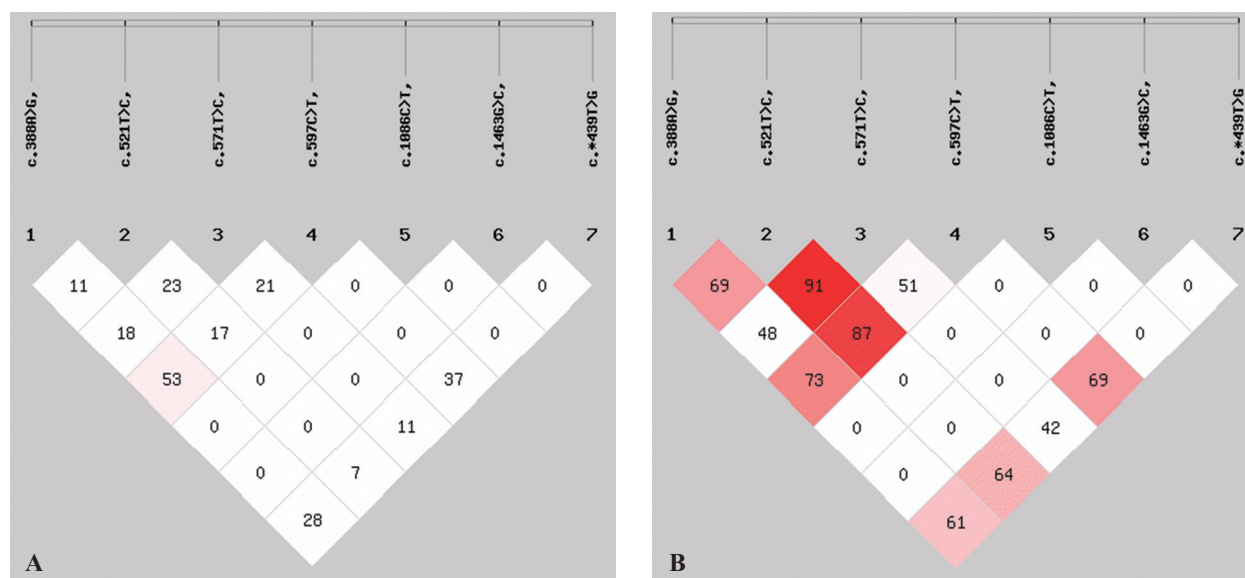 c.388A>G,
c.521T>C,
c.571T>C,
c.597C>T,
c.1086C>T,
c.1463G>C,
c.*439T>G
1 2 3 4 5 6 7
11 23 21 0 0 0
18 17 0 0 0
53 0 0 37
0 0 11
0 7
28
A
c.388A>G,
c.521T>C,
c.571T>C,
c.597C>T,
c.1086C>T,
c.1463G>C,
c.*439T>G
1 2 3 4 5 6 7
69 91 51 0 0 0
48 87 0 0 0
73 0 0 69
0 0 42
0 64
61
B